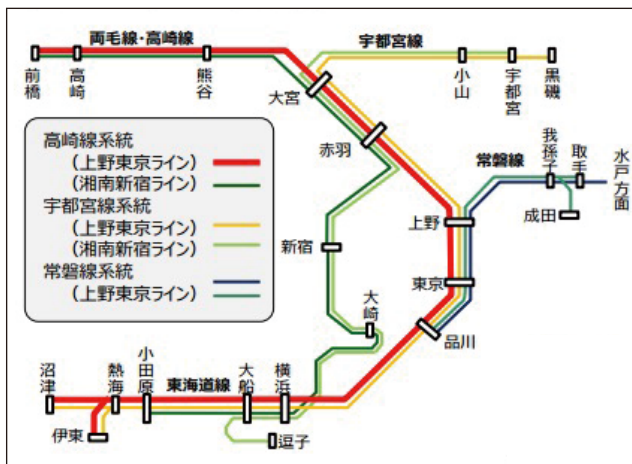 両毛線・高崎線
宇都宮線
前橋
高崎
熊谷
大宮
小山
宇都宮
黒磯
高崎線系統
(上野東京ライン)
(湘南新宿ライン)
宇都宮線系統
(上野東京ライン)
(湘南新宿ライン)
常磐線系統
(上野東京ライン)
赤羽
常磐線
我孫子
取手
水戸方面
成田
上野
新宿
東京
大崎
品川
沼津
熱海
小田原
東海道線
大船
横浜
伊東
逗子